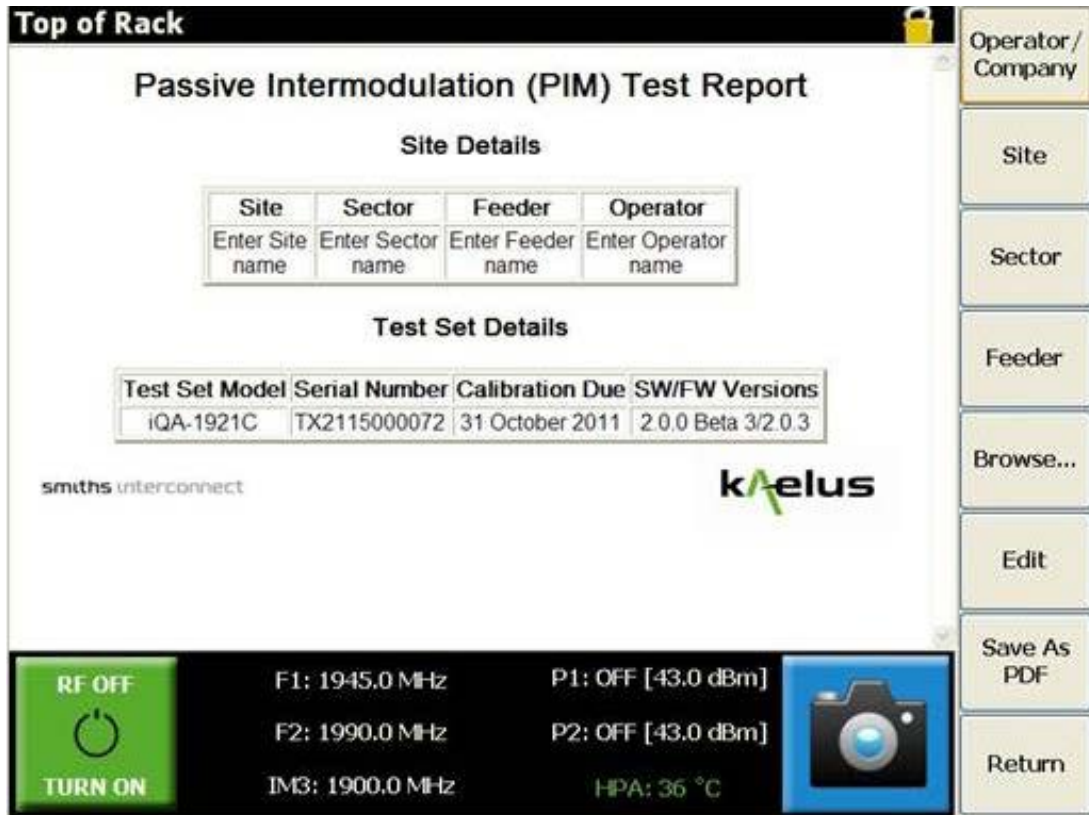 Top of Rack
Passive Intermodulation (PIM) Test Report
Site Details
Site Sector Feeder Operator
Enter Site Enter Sector Enter Feeder Enter Operator
name name name name
Test Set Details
Test Set Model Serial Number Calibration Due SW/FW Versions
iQA-1921C TX2115000072 31 October 2011 2.0.0 Beta 3/2.0.3
smiths interconnect
kaelus
RF OFF
TURN ON
F1: 1945.0 MHz
F2: 1990.0 MHz
IM3: 1900.0 MHz
P1: OFF [43.0 dBm]
P2: OFF [43.0 dBm]
HPA: 36 °C
Operator/
Company
Site
Sector
Feeder
Browse...
Edit
Save As
PDF
Return